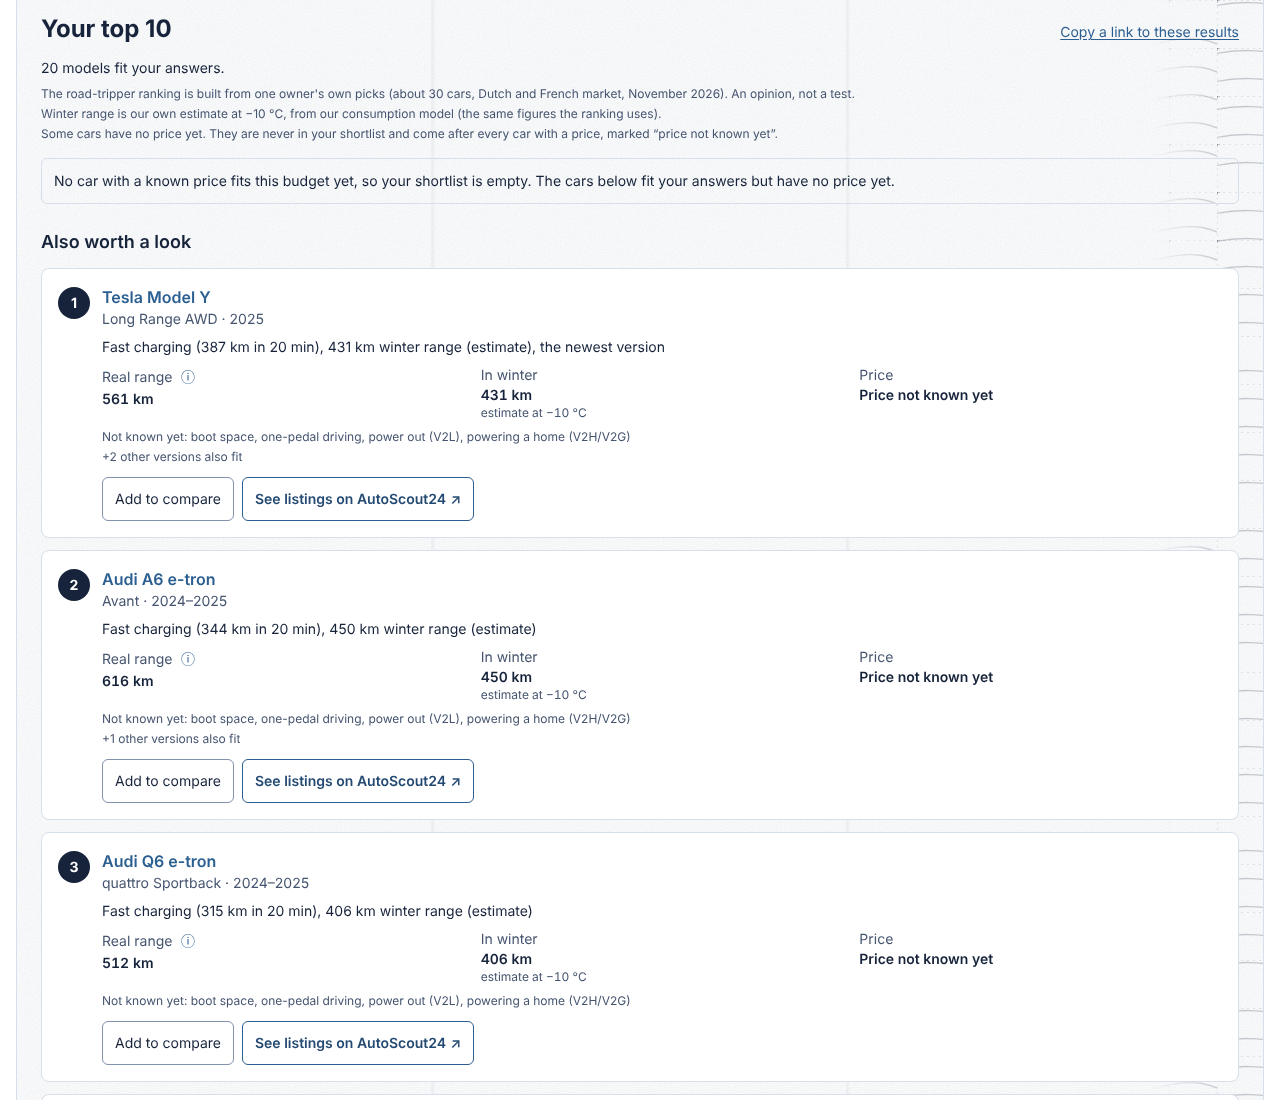 Your top 10
Copy a link to these results
20 models fit your answers.
The road-tripper ranking is built from one owner's own picks (about 30 cars, Dutch and French market, November 2026). An opinion, not a test.
Winter range is our own estimate at −10 °C, from our consumption model (the same figures the ranking uses).
Some cars have no price yet. They are never in your shortlist and come after every car with a price, marked “price not known yet”.
No car with a known price fits this budget yet, so your shortlist is empty. The cars below fit your answers but have no price yet.
Also worth a look
1
Tesla Model Y
Long Range AWD · 2025
Fast charging (387 km in 20 min), 431 km winter range (estimate), the newest version
Real range ⓘ
561 km
In winter
431 km
estimate at −10 °C
Price
Price not known yet
Not known yet: boot space, one-pedal driving, power out (V2L), powering a home (V2H/V2G)
+2 other versions also fit
Add to compare
See listings on AutoScout24 ↗
2
Audi A6 e-tron
Avant · 2024–2025
Fast charging (344 km in 20 min), 450 km winter range (estimate)
Real range ⓘ
616 km
In winter
450 km
estimate at −10 °C
Price
Price not known yet
Not known yet: boot space, one-pedal driving, power out (V2L), powering a home (V2H/V2G)
+1 other versions also fit
Add to compare
See listings on AutoScout24 ↗
3
Audi Q6 e-tron
quattro Sportback · 2024–2025
Fast charging (315 km in 20 min), 406 km winter range (estimate)
Real range ⓘ
512 km
In winter
406 km
estimate at −10 °C
Price
Price not known yet
Not known yet: boot space, one-pedal driving, power out (V2L), powering a home (V2H/V2G)
Add to compare
See listings on AutoScout24 ↗